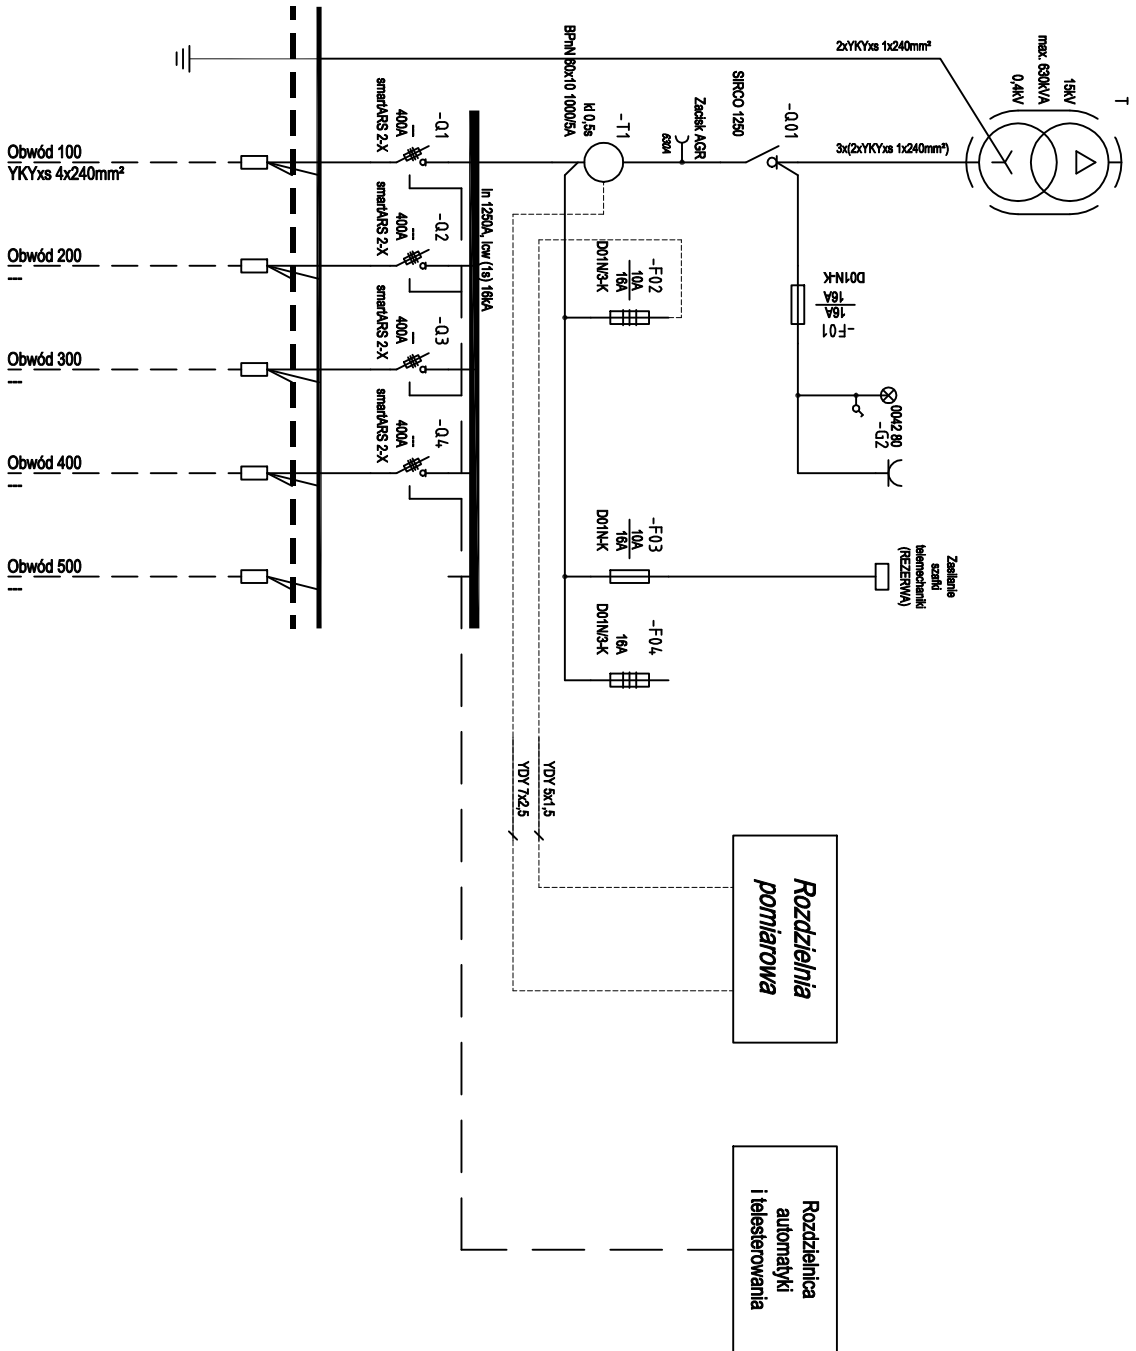 T
15kV
max. 630kVA
0,4kV
2xYKYxs 1x240mm²
3x(2xYKYxs 1x240mm²)
-Q01
SIRCO 1250
Zacisk AGR
630A
-T1
kl 0,5s
BPnN 60x10 1000/5A
-F01
16A
16A
D01N-K
0042 80
-G2
-F02
10A
16A
D01N/3-K
-F03
10A
16A
D01N-K
-F04
16A
D01N/3-K
Zasilanie
szafki
telemechaniki
(REZERWA)
In 1250A, Icw (1s) 16kA
-Q1
---
400A
smartARS 2-X
-Q2
---
400A
smartARS 2-X
-Q3
---
400A
smartARS 2-X
-Q4
---
400A
smartARS 2-X
Obwód 100
YKYxs 4x240mm²
Obwód 200
---
Obwód 300
---
Obwód 400
---
Obwód 500
---
YDY 5x1,5
YDY 7x2,5
Rozdzielnia
pomiarowa
Rozdzielnica
automatyki
i telesterowania